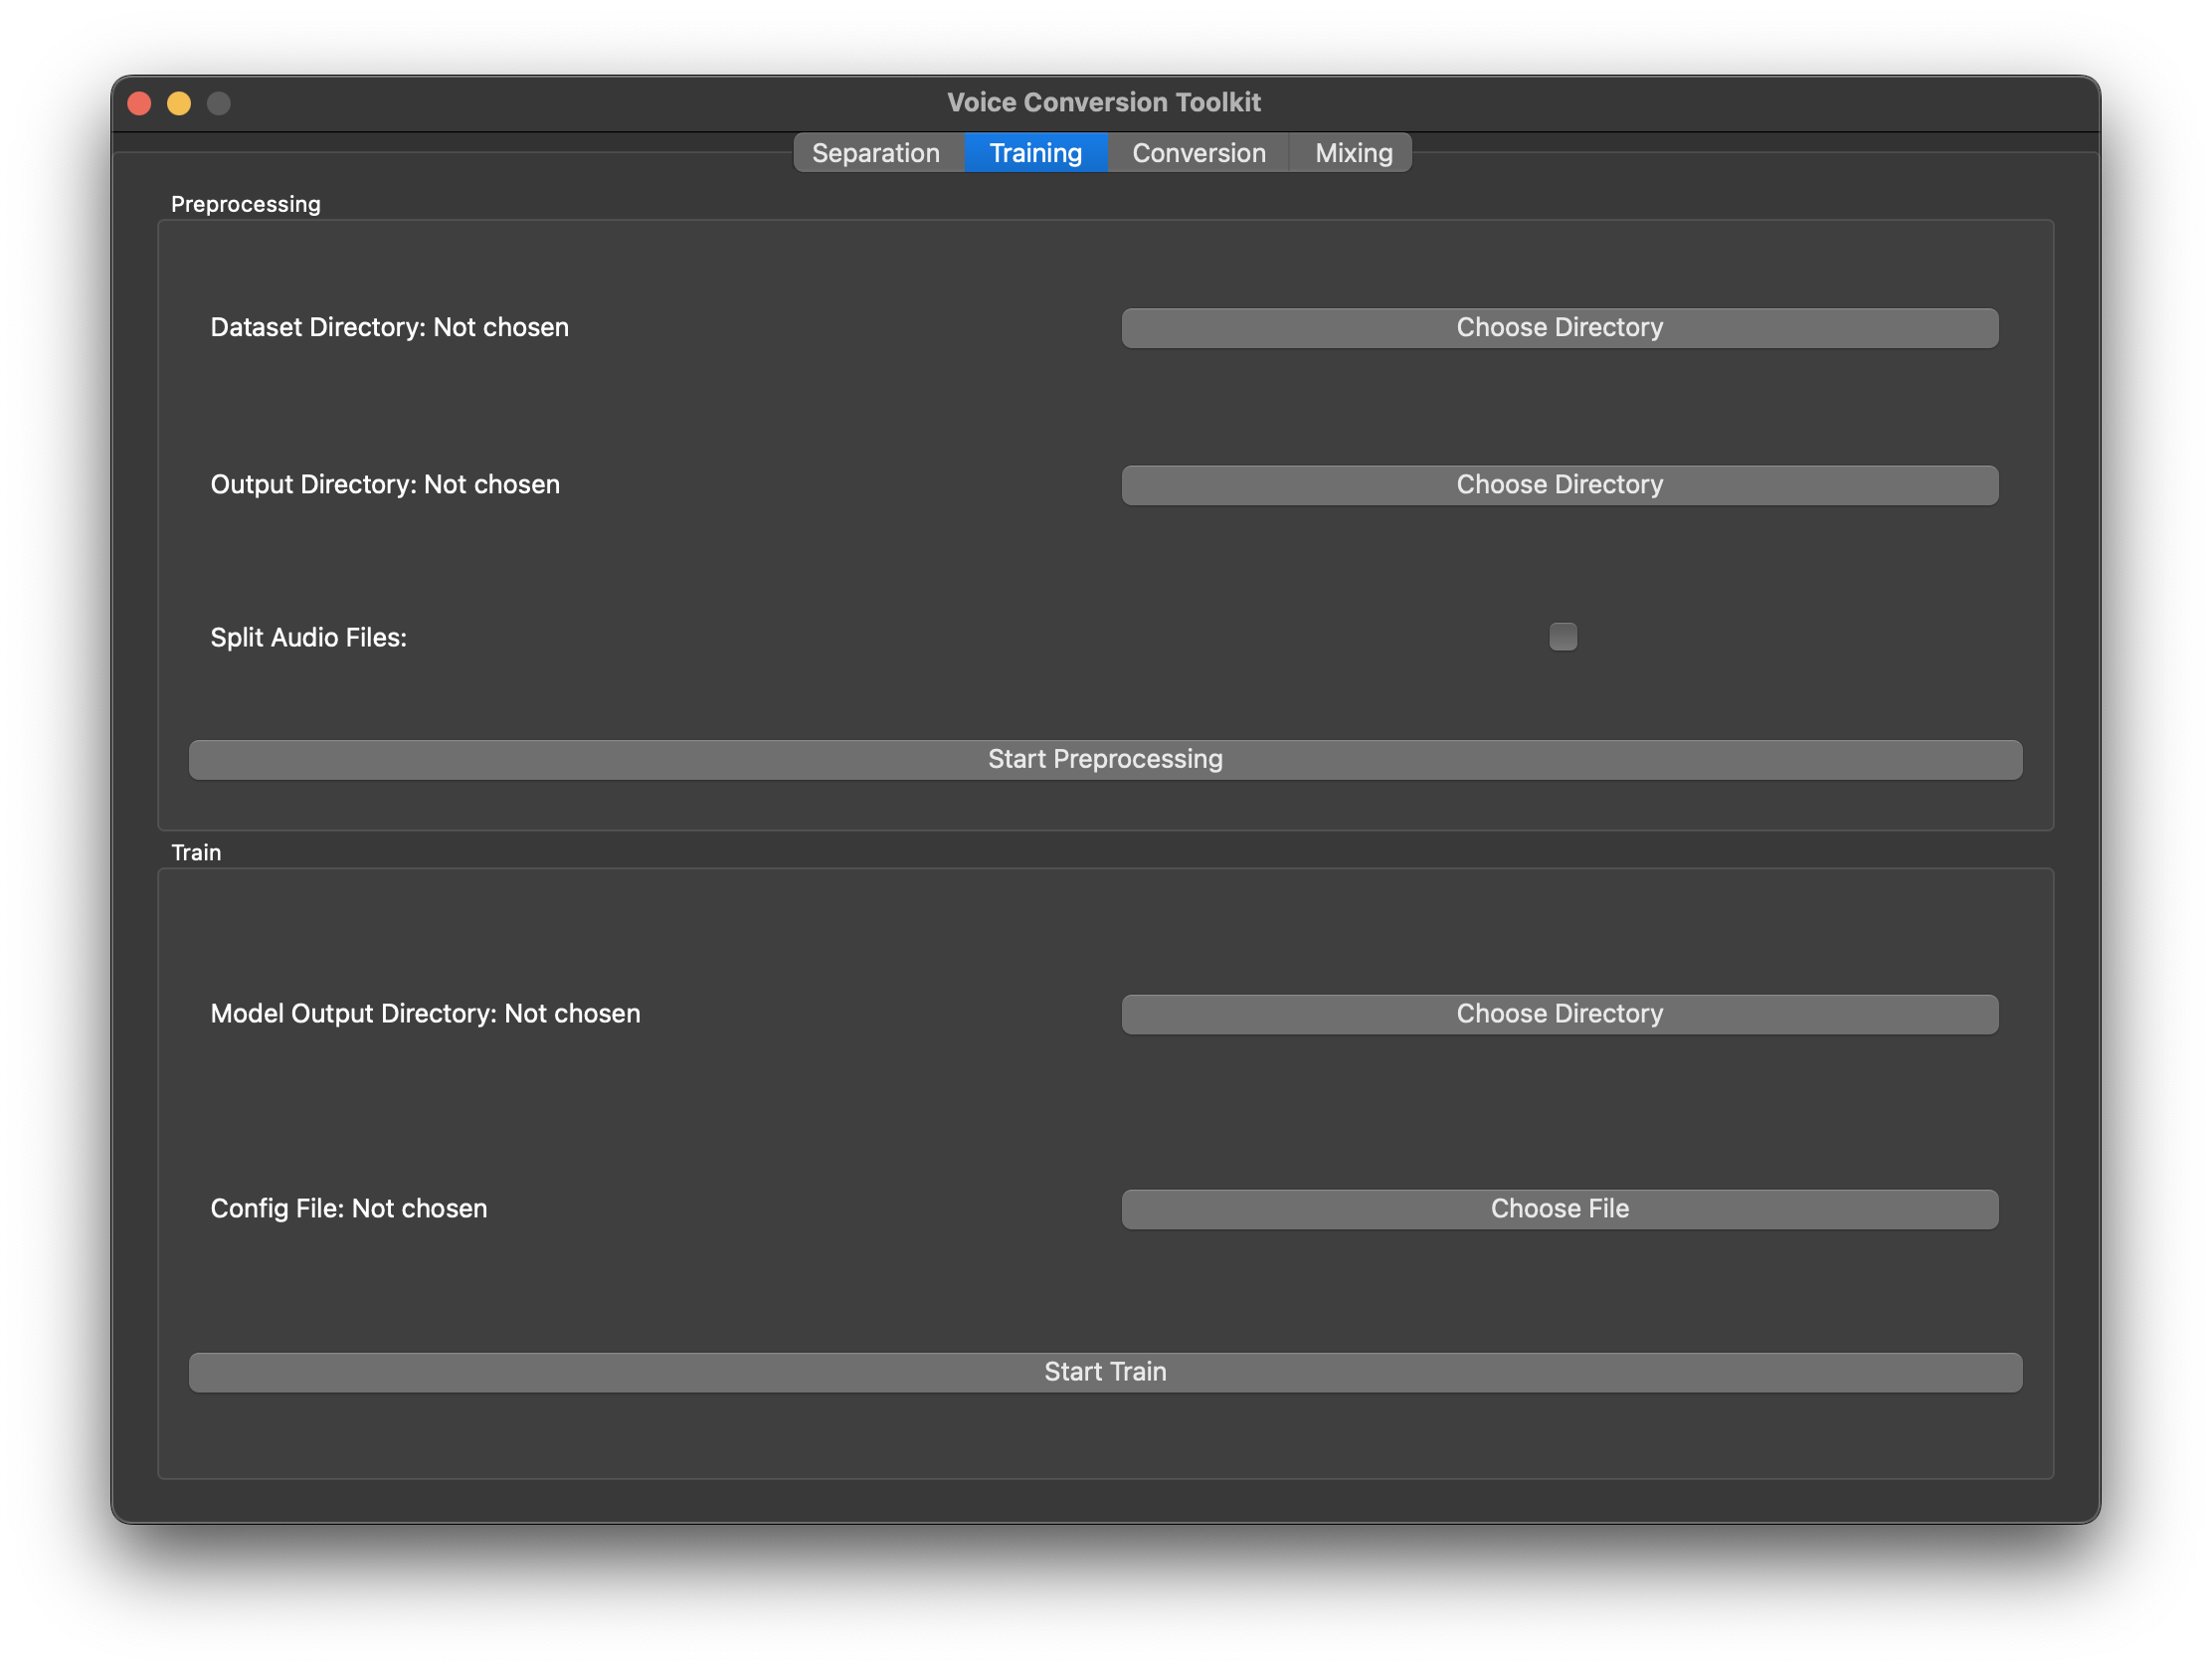 Voice Conversion Toolkit
Separation Training Conversion Mixing
Preprocessing
Dataset Directory: Not chosen Choose Directory
Output Directory: Not chosen Choose Directory
Split Audio Files:
Start Preprocessing
Train
Model Output Directory: Not chosen Choose Directory
Config File: Not chosen Choose File
Start Train